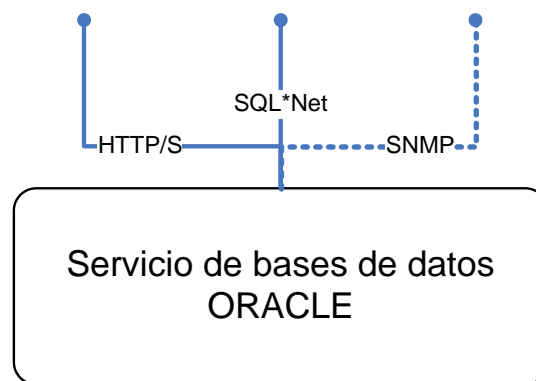 SQL*Net
HTTP/S
SNMP
Servicio de bases de datos
ORACLE